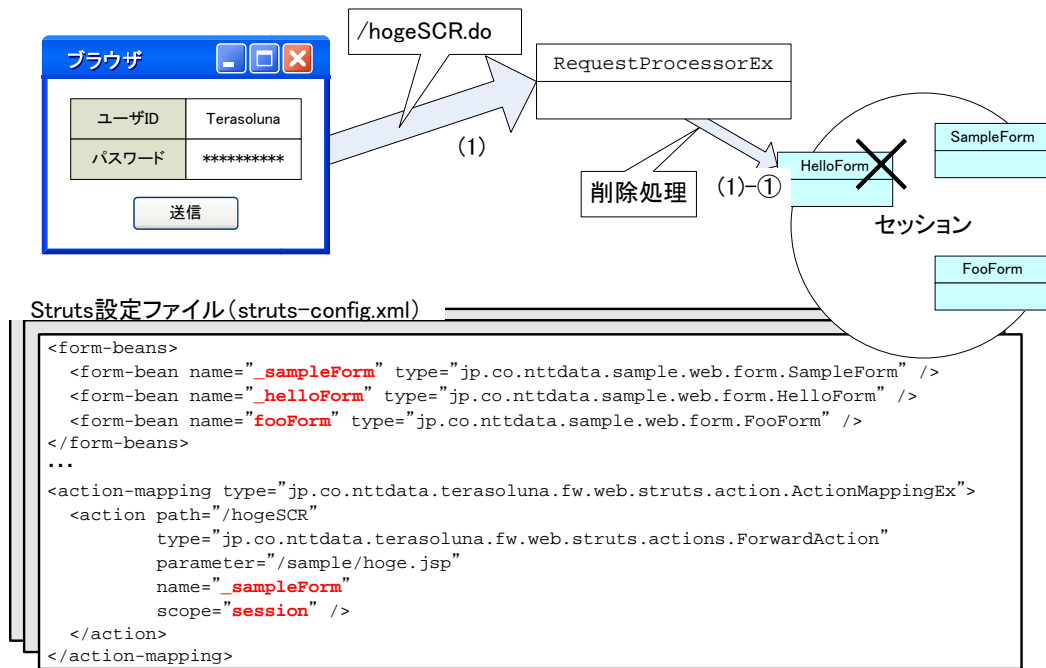 /hogeSCR.do
ブラウザ
ユーザID
Terasoluna
パスワード
**********
送信
(1)
RequestProcessorEx
削除処理
(1)-①
HelloForm
SampleForm
セッション
FooForm
Struts設定ファイル(struts-config.xml)
<form-beans>
<form-bean name=”_sampleForm” type=”jp.co.nttdata.sample.web.form.SampleForm” />
<form-bean name=”_helloForm” type=”jp.co.nttdata.sample.web.form.HelloForm” />
<form-bean name=”fooForm” type=”jp.co.nttdata.sample.web.form.FooForm” />
</form-beans>
・・・
<action-mapping type=”jp.co.nttdata.terasoluna.fw.web.struts.action.ActionMappingEx”>
<action path=”/hogeSCR”
type=”jp.co.nttdata.terasoluna.fw.web.struts.actions.ForwardAction”
parameter=”/sample/hoge.jsp”
name=”_sampleForm”
scope=”session” />
</action>
</action-mapping>